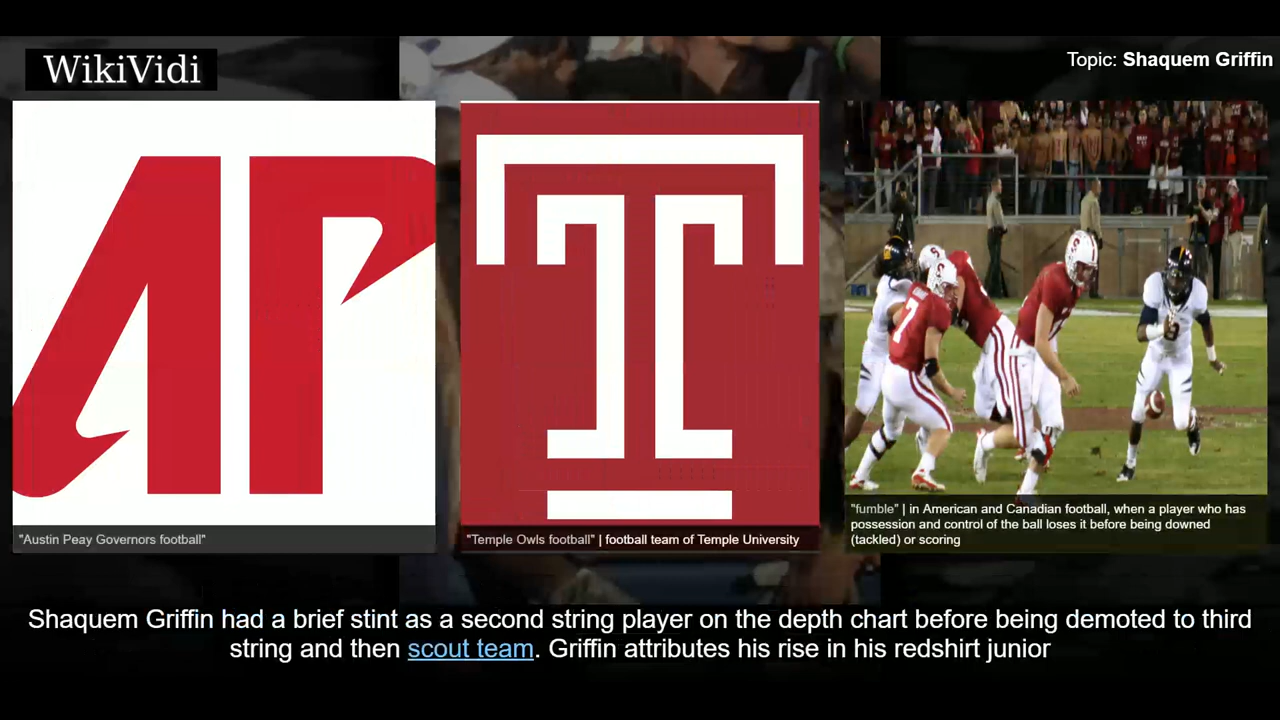 WikiVidi
Topic: Shaquem Griffin
"Austin Peay Governors football"
"Temple Owls football" | football team of Temple University
"fumble" | in American and Canadian football, when a player who has
possession and control of the ball loses it before being downed
(tackled) or scoring
Shaquem Griffin had a brief stint as a second string player on the depth chart before being demoted to third
string and then scout team. Griffin attributes his rise in his redshirt junior